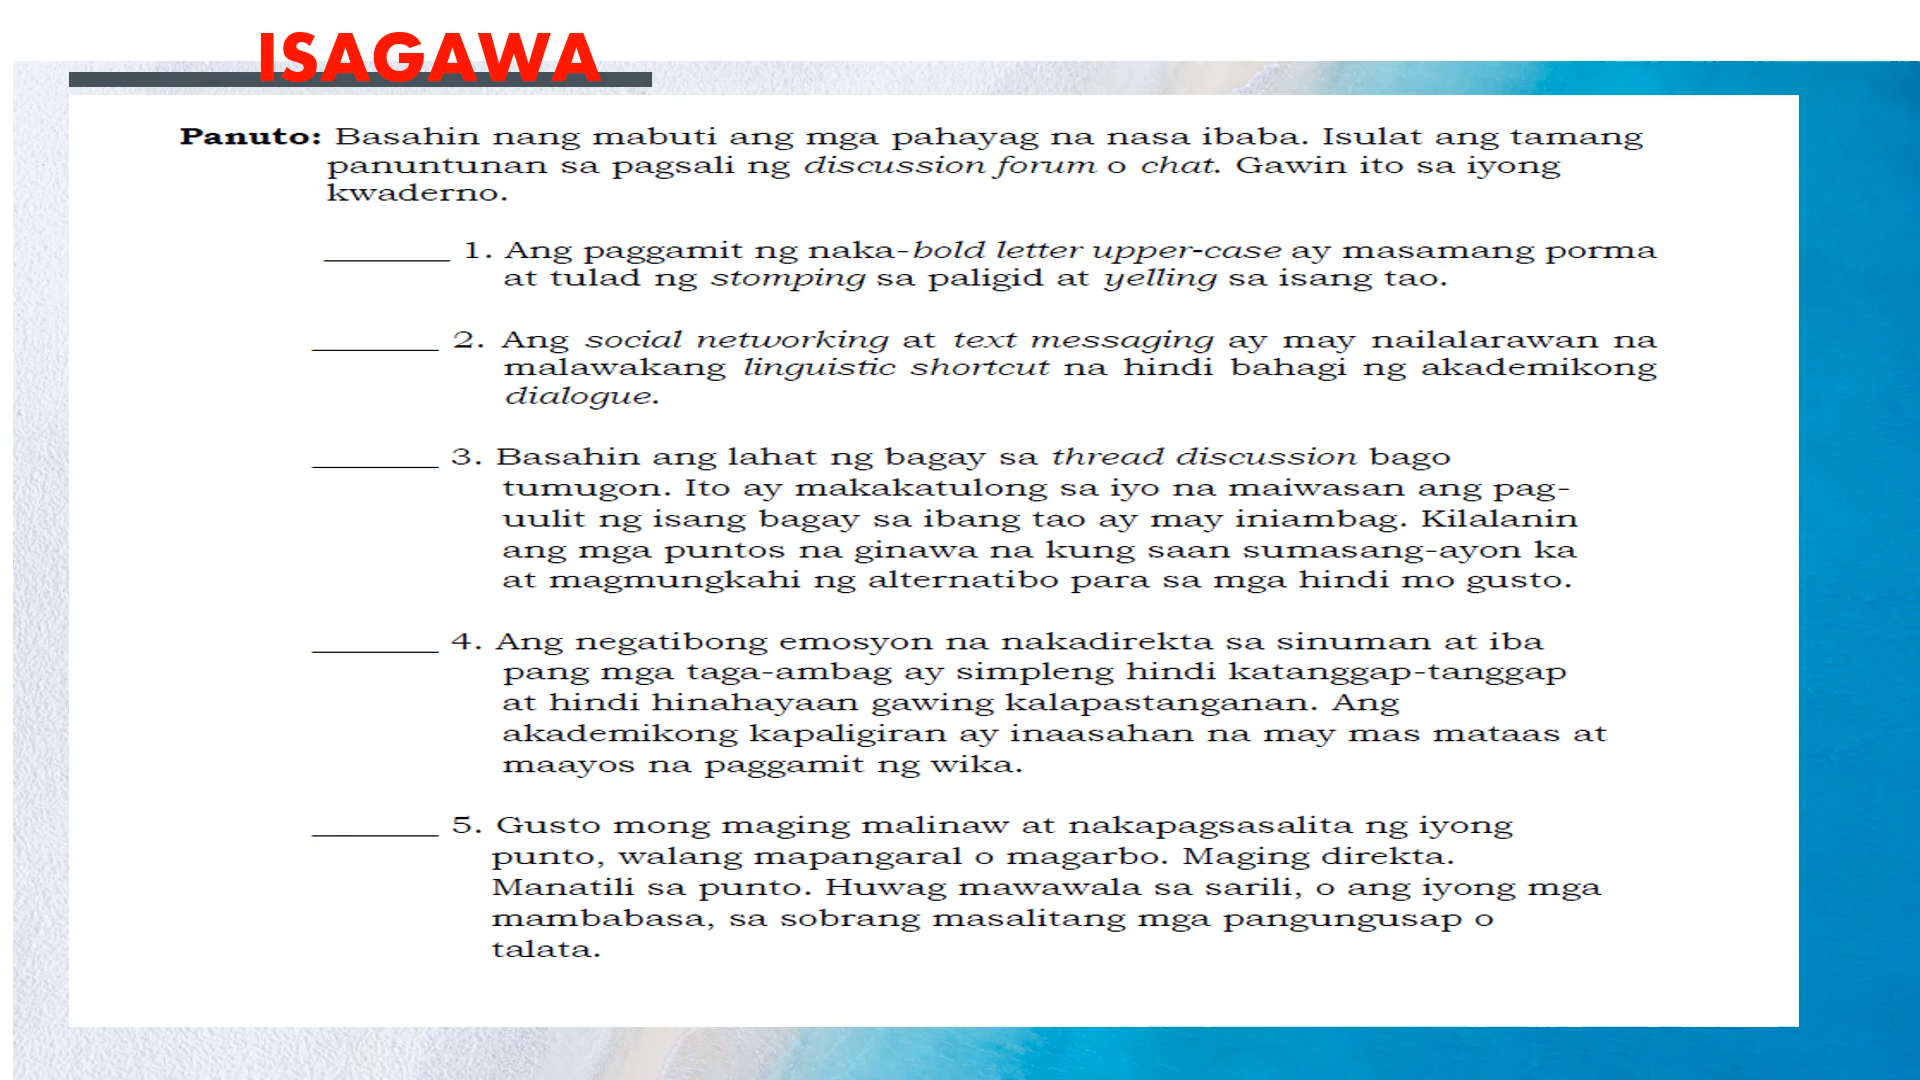 ISAGAWA
Panuto: Basahin nang mabuti ang mga pahayag na nasa ibaba. Isulat ang tamang
panuntunan sa pagsali ng discussion forum o chat. Gawin ito sa iyong
kwaderno.
________ 1. Ang paggamit ng naka-bold letter upper-case ay masamang porma
at tulad ng stomping sa paligid at yelling sa isang tao.
________ 2. Ang social networking at text messaging ay may nailalarawan na
malawakang linguistic shortcut na hindi bahagi ng akademikong
dialogue.
________ 3. Basahin ang lahat ng bagay sa thread discussion bago
tumugon. Ito ay makakatulong sa iyo na maiwasan ang pag-
uulit ng isang bagay sa ibang tao ay may iniambag. Kilalanin
ang mga puntos na ginawa na kung saan sumasang-ayon ka
at magmungkahi ng alternatibo para sa mga hindi mo gusto.
________ 4. Ang negatibong emosyon na nakadirekta sa sinuman at iba
pang mga taga-ambag ay simpleng hindi katanggap-tanggap
at hindi hinahayaan gawing kalapastanganan. Ang
akademikong kapaligiran ay inaasahan na may mas mataas at
maayos na paggamit ng wika.
________ 5. Gusto mong maging malinaw at nakapagsasalita ng iyong
punto, walang mapangaral o magarbo. Maging direkta.
Manatili sa punto. Huwag mawawala sa sarili, o ang iyong mga
mambabasa, sa sobrang masalitang mga pangungusap o
talata.